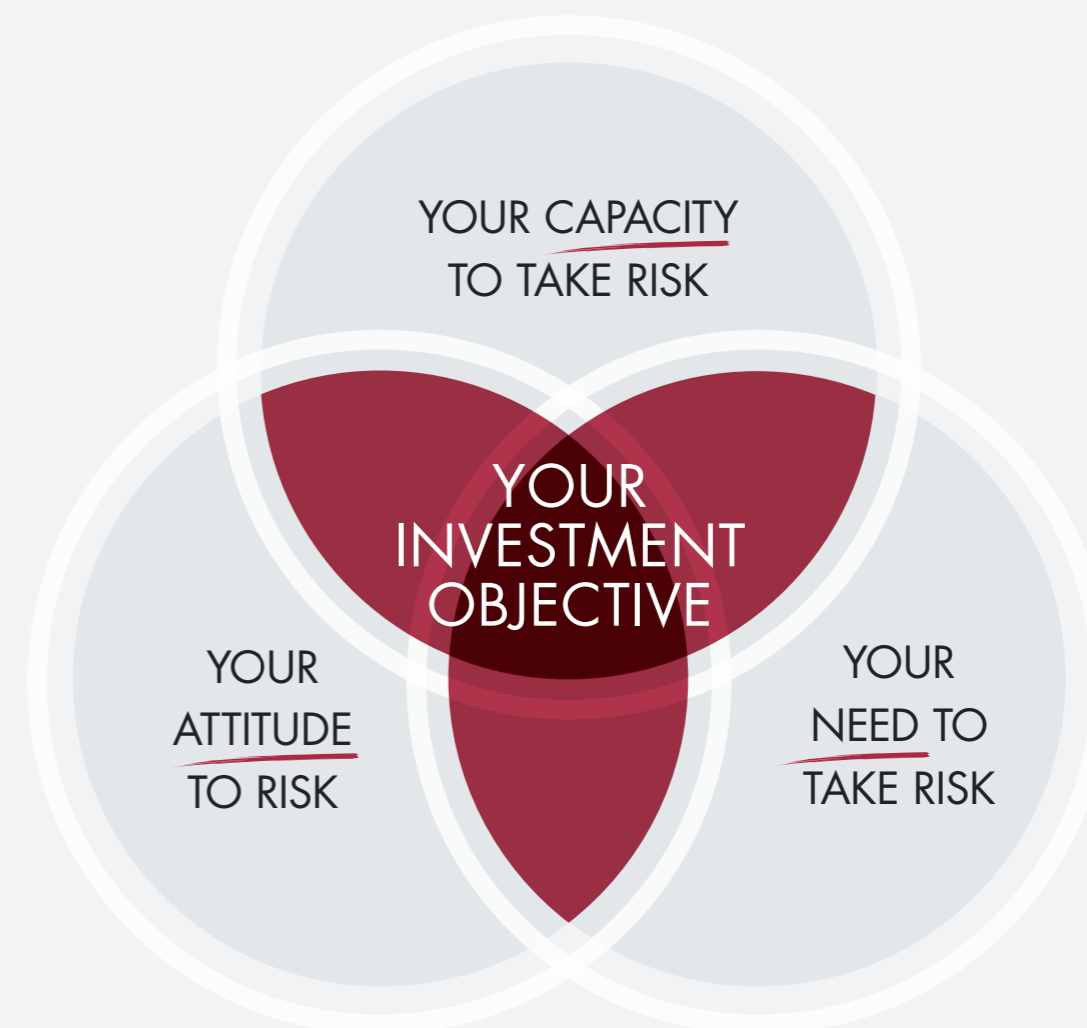 YOUR CAPACITY
TO TAKE RISK
YOUR
INVESTMENT
OBJECTIVE
YOUR
ATTITUDE
TO RISK
YOUR
NEED TO
TAKE RISK